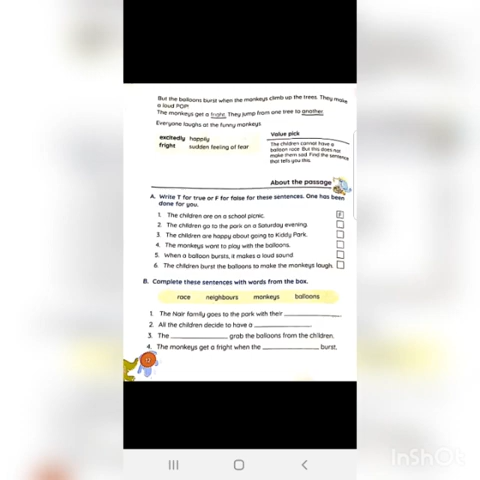 But the balloons burst when the monkeys climb up the trees. They make
a loud POP!
The monkeys get a fright. They jump from one tree to another.
Everyone laughs at the funny monkeys.
excitedly happily
fright sudden feeling of fear
Value pick
The children cannot have a
balloon race. But this does not
make them sad. Find the sentence
that tells you this.
About the passage
A. Write T for true or F for false for these sentences. One has been
done for you.
1. The children are on a school picnic. F
2. The children go to the park on a Saturday evening.
3. The children are happy about going to Kiddy Park.
4. The monkeys want to play with the balloons.
5. When a balloon bursts, it makes a loud sound.
6. The children burst the balloons to make the monkeys laugh.
B. Complete these sentences with words from the box.
race neighbours monkeys balloons
1. The Nair family goes to the park with their
2. All the children decide to have a
3. The grab the balloons from the children.
4. The monkeys get a fright when the burst.
12
InShOt